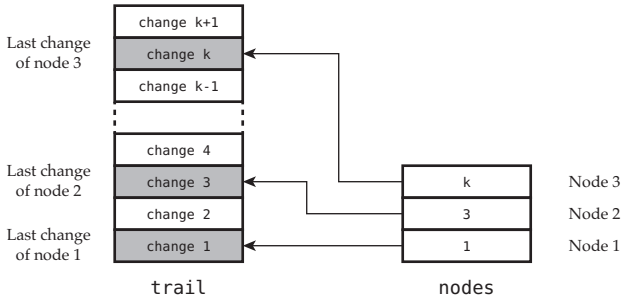 change k+1
Last change
of node 3
change k
change k-1
change 4
Last change
of node 2
change 3
k
Node 3
change 2
3
Node 2
Last change
of node 1
change 1
1
Node 1
trail
nodes